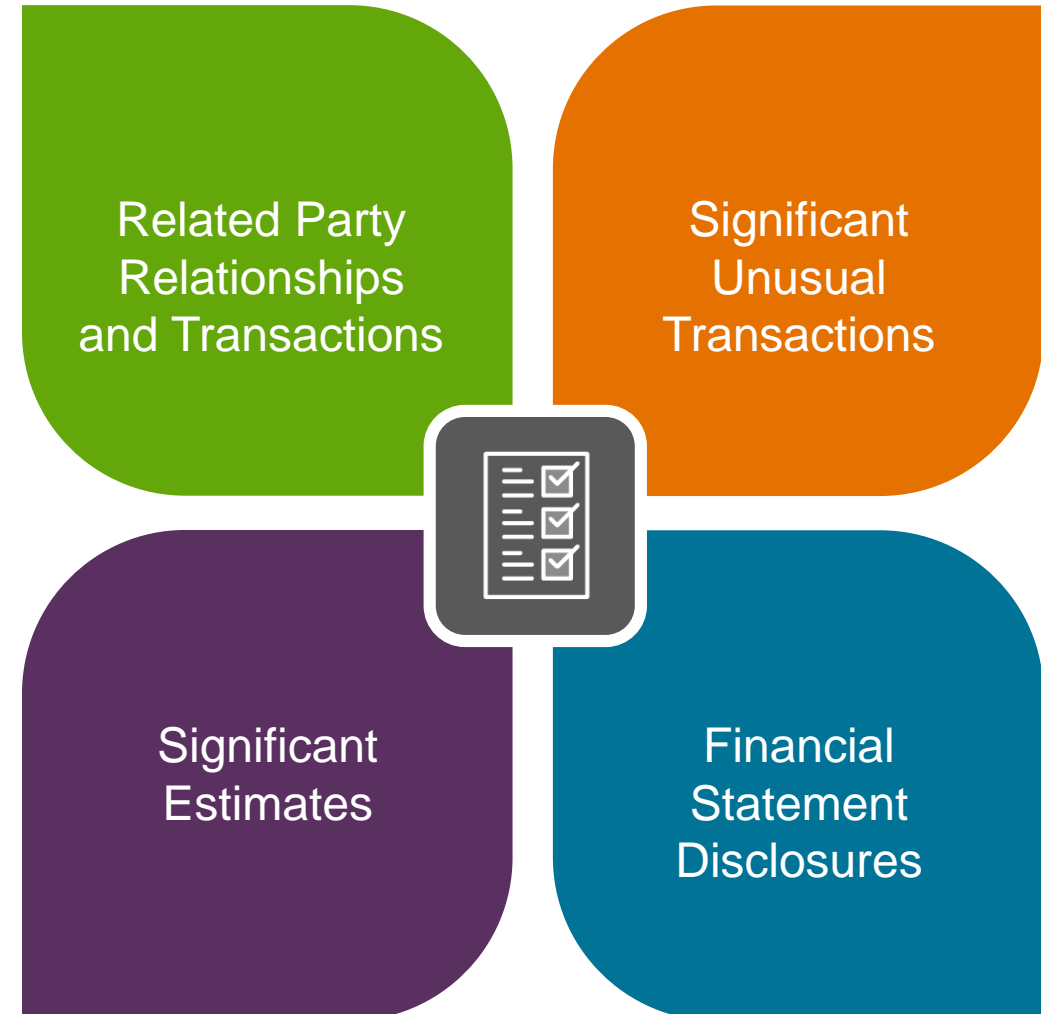 Related Party
Relationships
and Transactions
Significant
Unusual
Transactions
Significant
Estimates
Financial
Statement
Disclosures